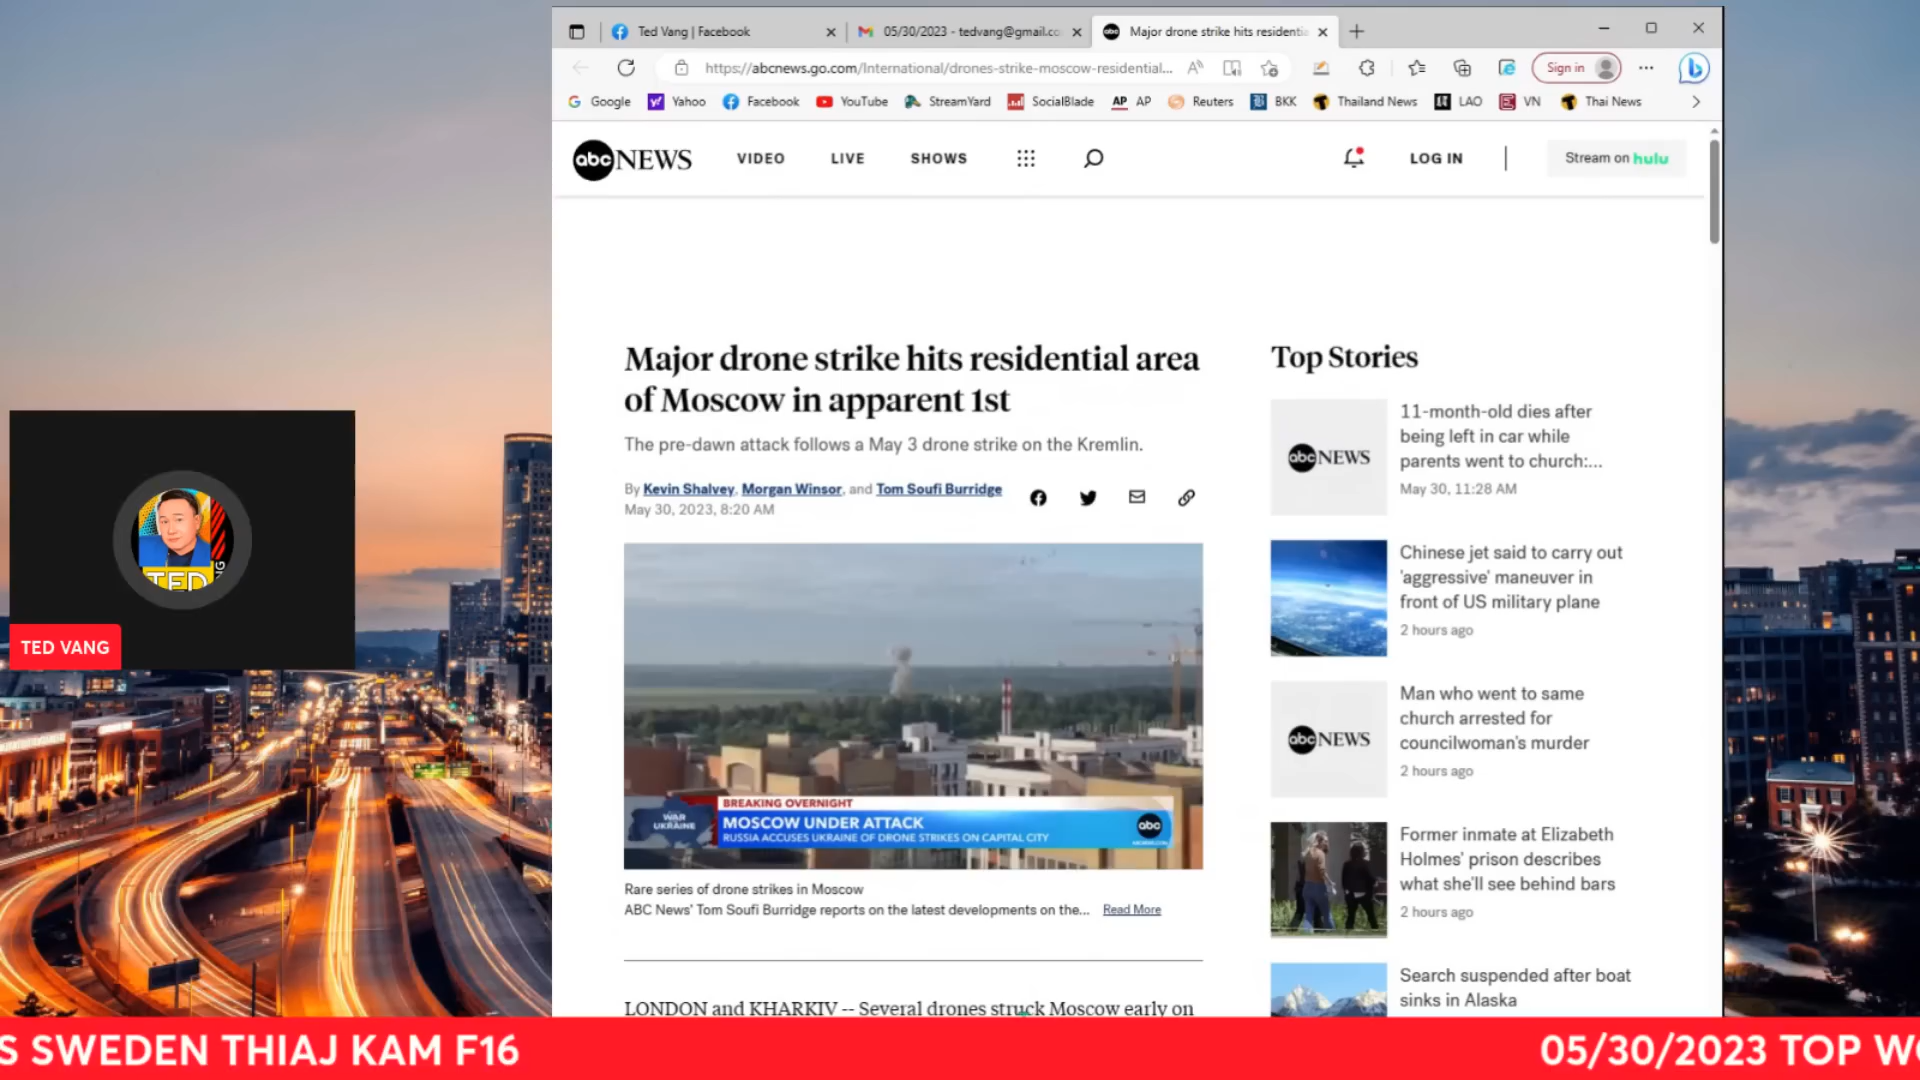 Ted Vang | Facebook
05/30/2023 - tedvang@gmail.co
Major drone strike hits residentia
https://abcnews.go.com/International/drones-strike-moscow-residential...
Sign in
Google
Yahoo
Facebook
YouTube
StreamYard
SocialBlade
AP AP
Reuters
BKK
Thailand News
LAO
VN
Thai News
abc NEWS
VIDEO
LIVE
SHOWS
LOG IN
Stream on hulu
Major drone strike hits residential area
of Moscow in apparent 1st
The pre-dawn attack follows a May 3 drone strike on the Kremlin.
By Kevin Shalvey, Morgan Winsor, and Tom Soufi Burridge
May 30, 2023, 8:20 AM
WAR
UKRAINE
BREAKING OVERNIGHT
MOSCOW UNDER ATTACK
RUSSIA ACCUSES UKRAINE OF DRONE STRIKES ON CAPITAL CITY
abc
Rare series of drone strikes in Moscow
ABC News' Tom Soufi Burridge reports on the latest developments on the... Read More
LONDON and KHARKIV -- Several drones struck Moscow early on
Top Stories
abc NEWS
11-month-old dies after
being left in car while
parents went to church:...
May 30, 11:28 AM
Chinese jet said to carry out
'aggressive' maneuver in
front of US military plane
2 hours ago
abc NEWS
Man who went to same
church arrested for
councilwoman's murder
2 hours ago
Former inmate at Elizabeth
Holmes' prison describes
what she'll see behind bars
2 hours ago
Search suspended after boat
sinks in Alaska
TED
NG
TED VANG
S SWEDEN THIAJ KAM F16
05/30/2023 TOP WO